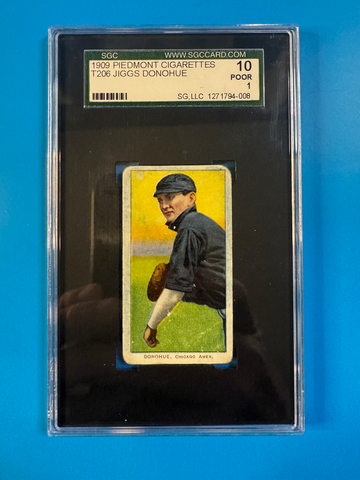 SGC WWW.SGCCARD.COM
1909 PIEDMONT CIGARETTES 10
T206 JIGGS DONOHUE POOR
1
SG,LLC 1271794-008
DONOHUE, CHICAGO AMER.